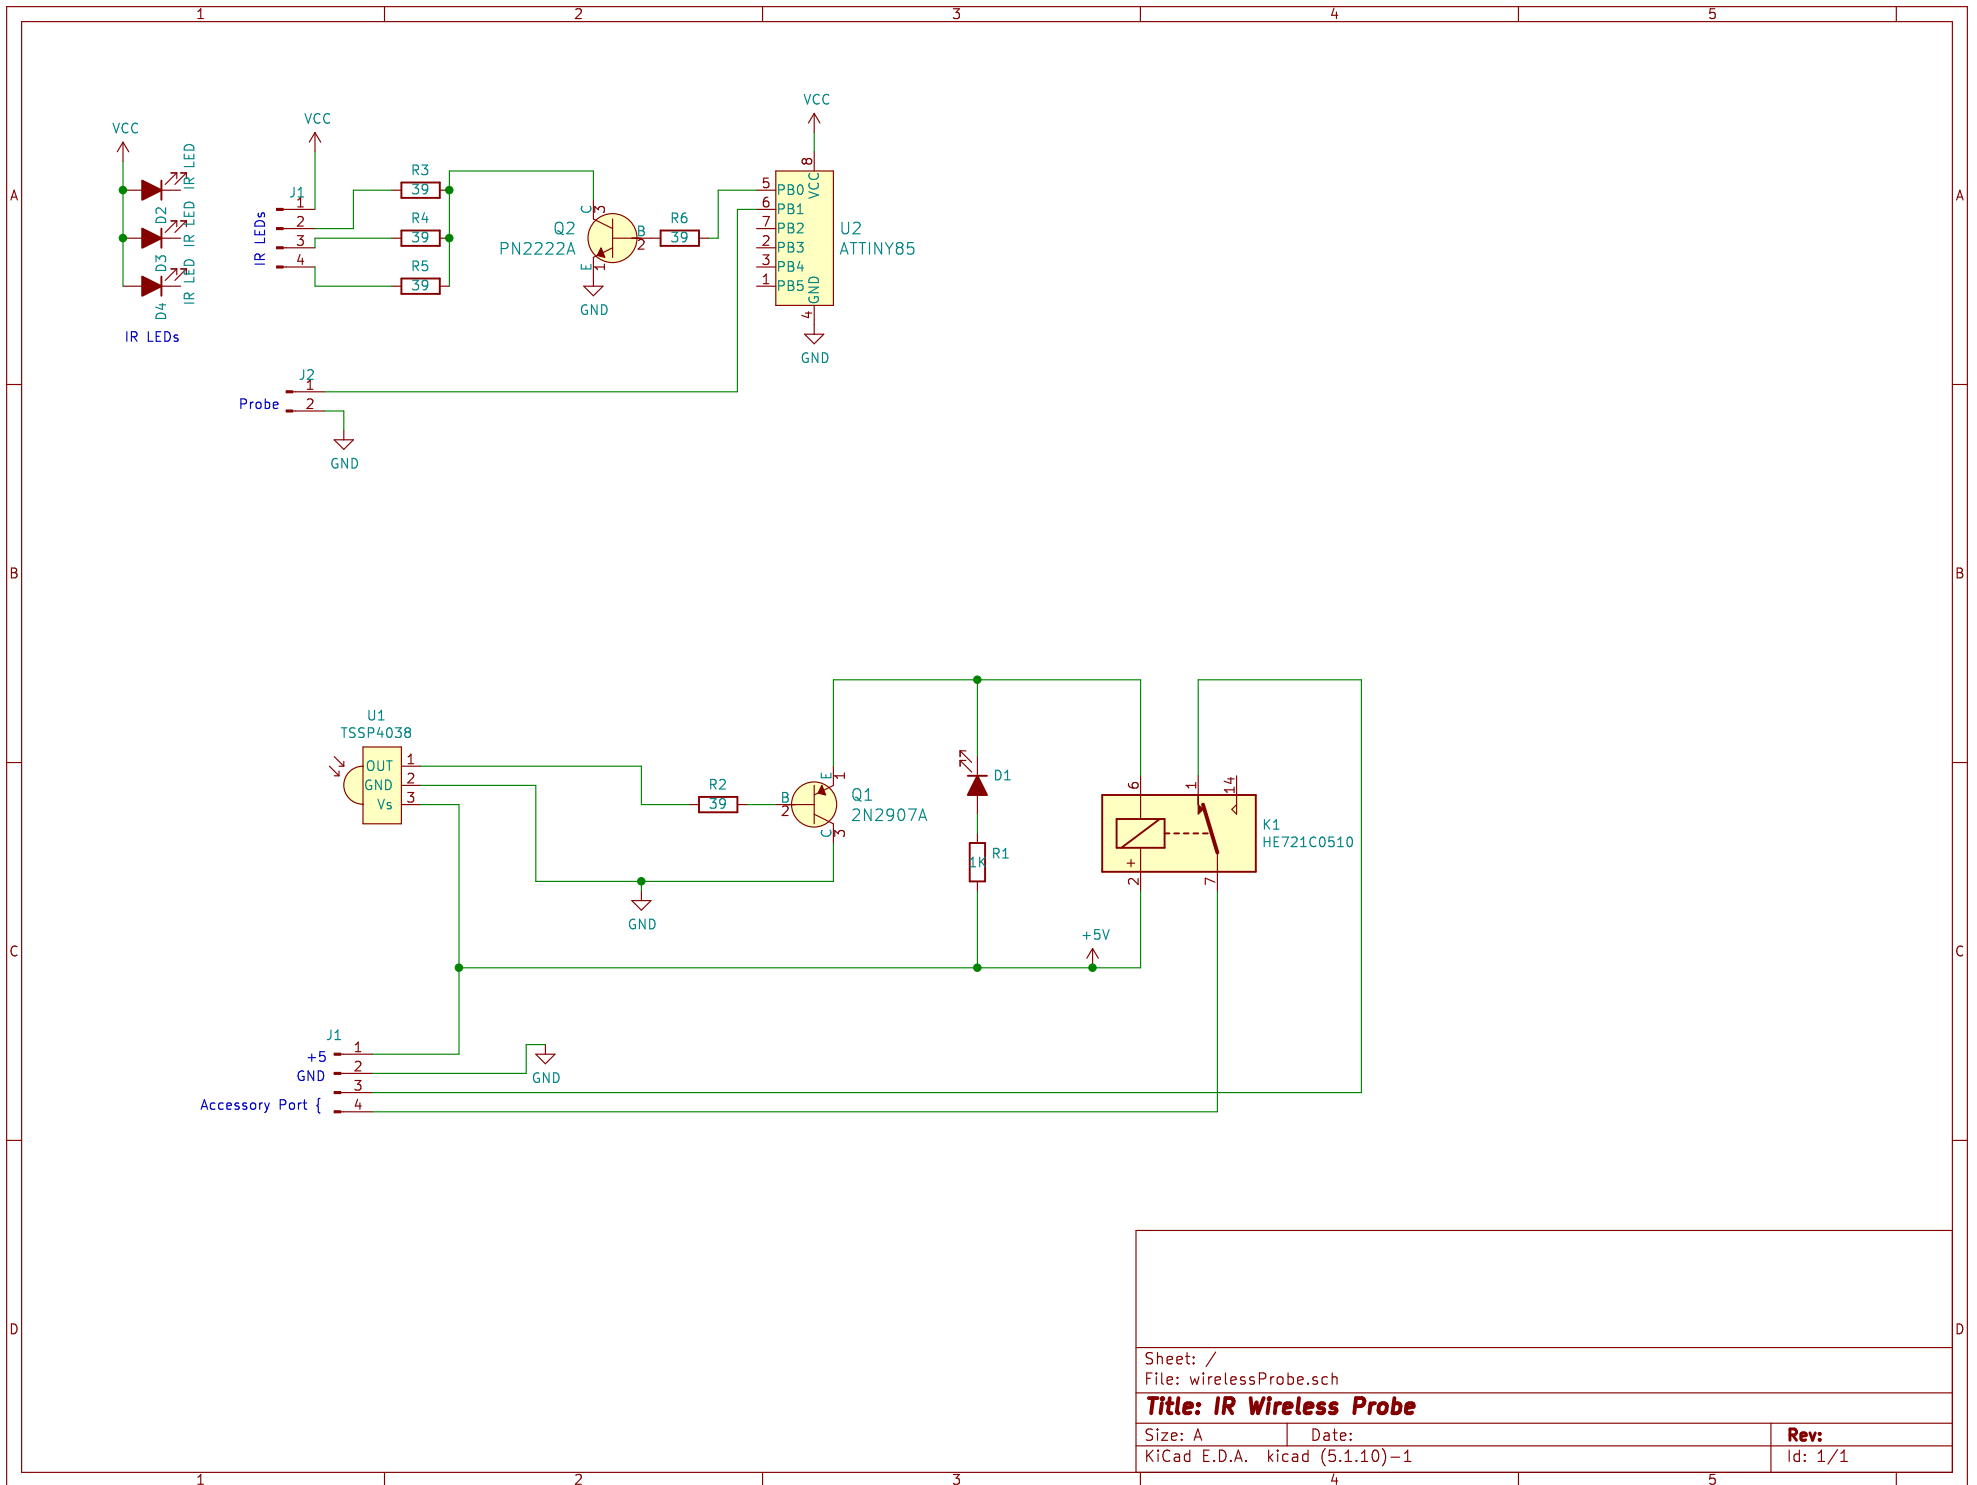 1 2 3 4 5
A A
B B
C C
D D
VCC
IR LED
D2
IR LED
D3
IR LED
D4
IR LEDs
VCC
J1
1
2
3
4
IR LEDs
R3
39
R4
39
R5
39
Q2
PN2222A
C
3
B
2
E
1
GND
R6
39
VCC
8
VCC
5 PB0
6 PB1
7 PB2
2 PB3
3 PB4
1 PB5
GND
4
U2
ATTINY85
GND
J2
1
2
Probe
GND
U1
TSSP4038
OUT 1
GND 2
Vs 3
R2
39
E
1
B
2
C
3
Q1
2N2907A
GND
D1
R1
1K
6
1
14
+
2
7
K1
HE721C0510
+5V
J1
+5 1
GND 2
3
Accessory Port { 4
GND
Sheet: /
File: wirelessProbe.sch
Title: IR Wireless Probe
Size: A Date: Rev:
KiCad E.D.A. kicad (5.1.10)-1 Id: 1/1
1 2 3 4 5